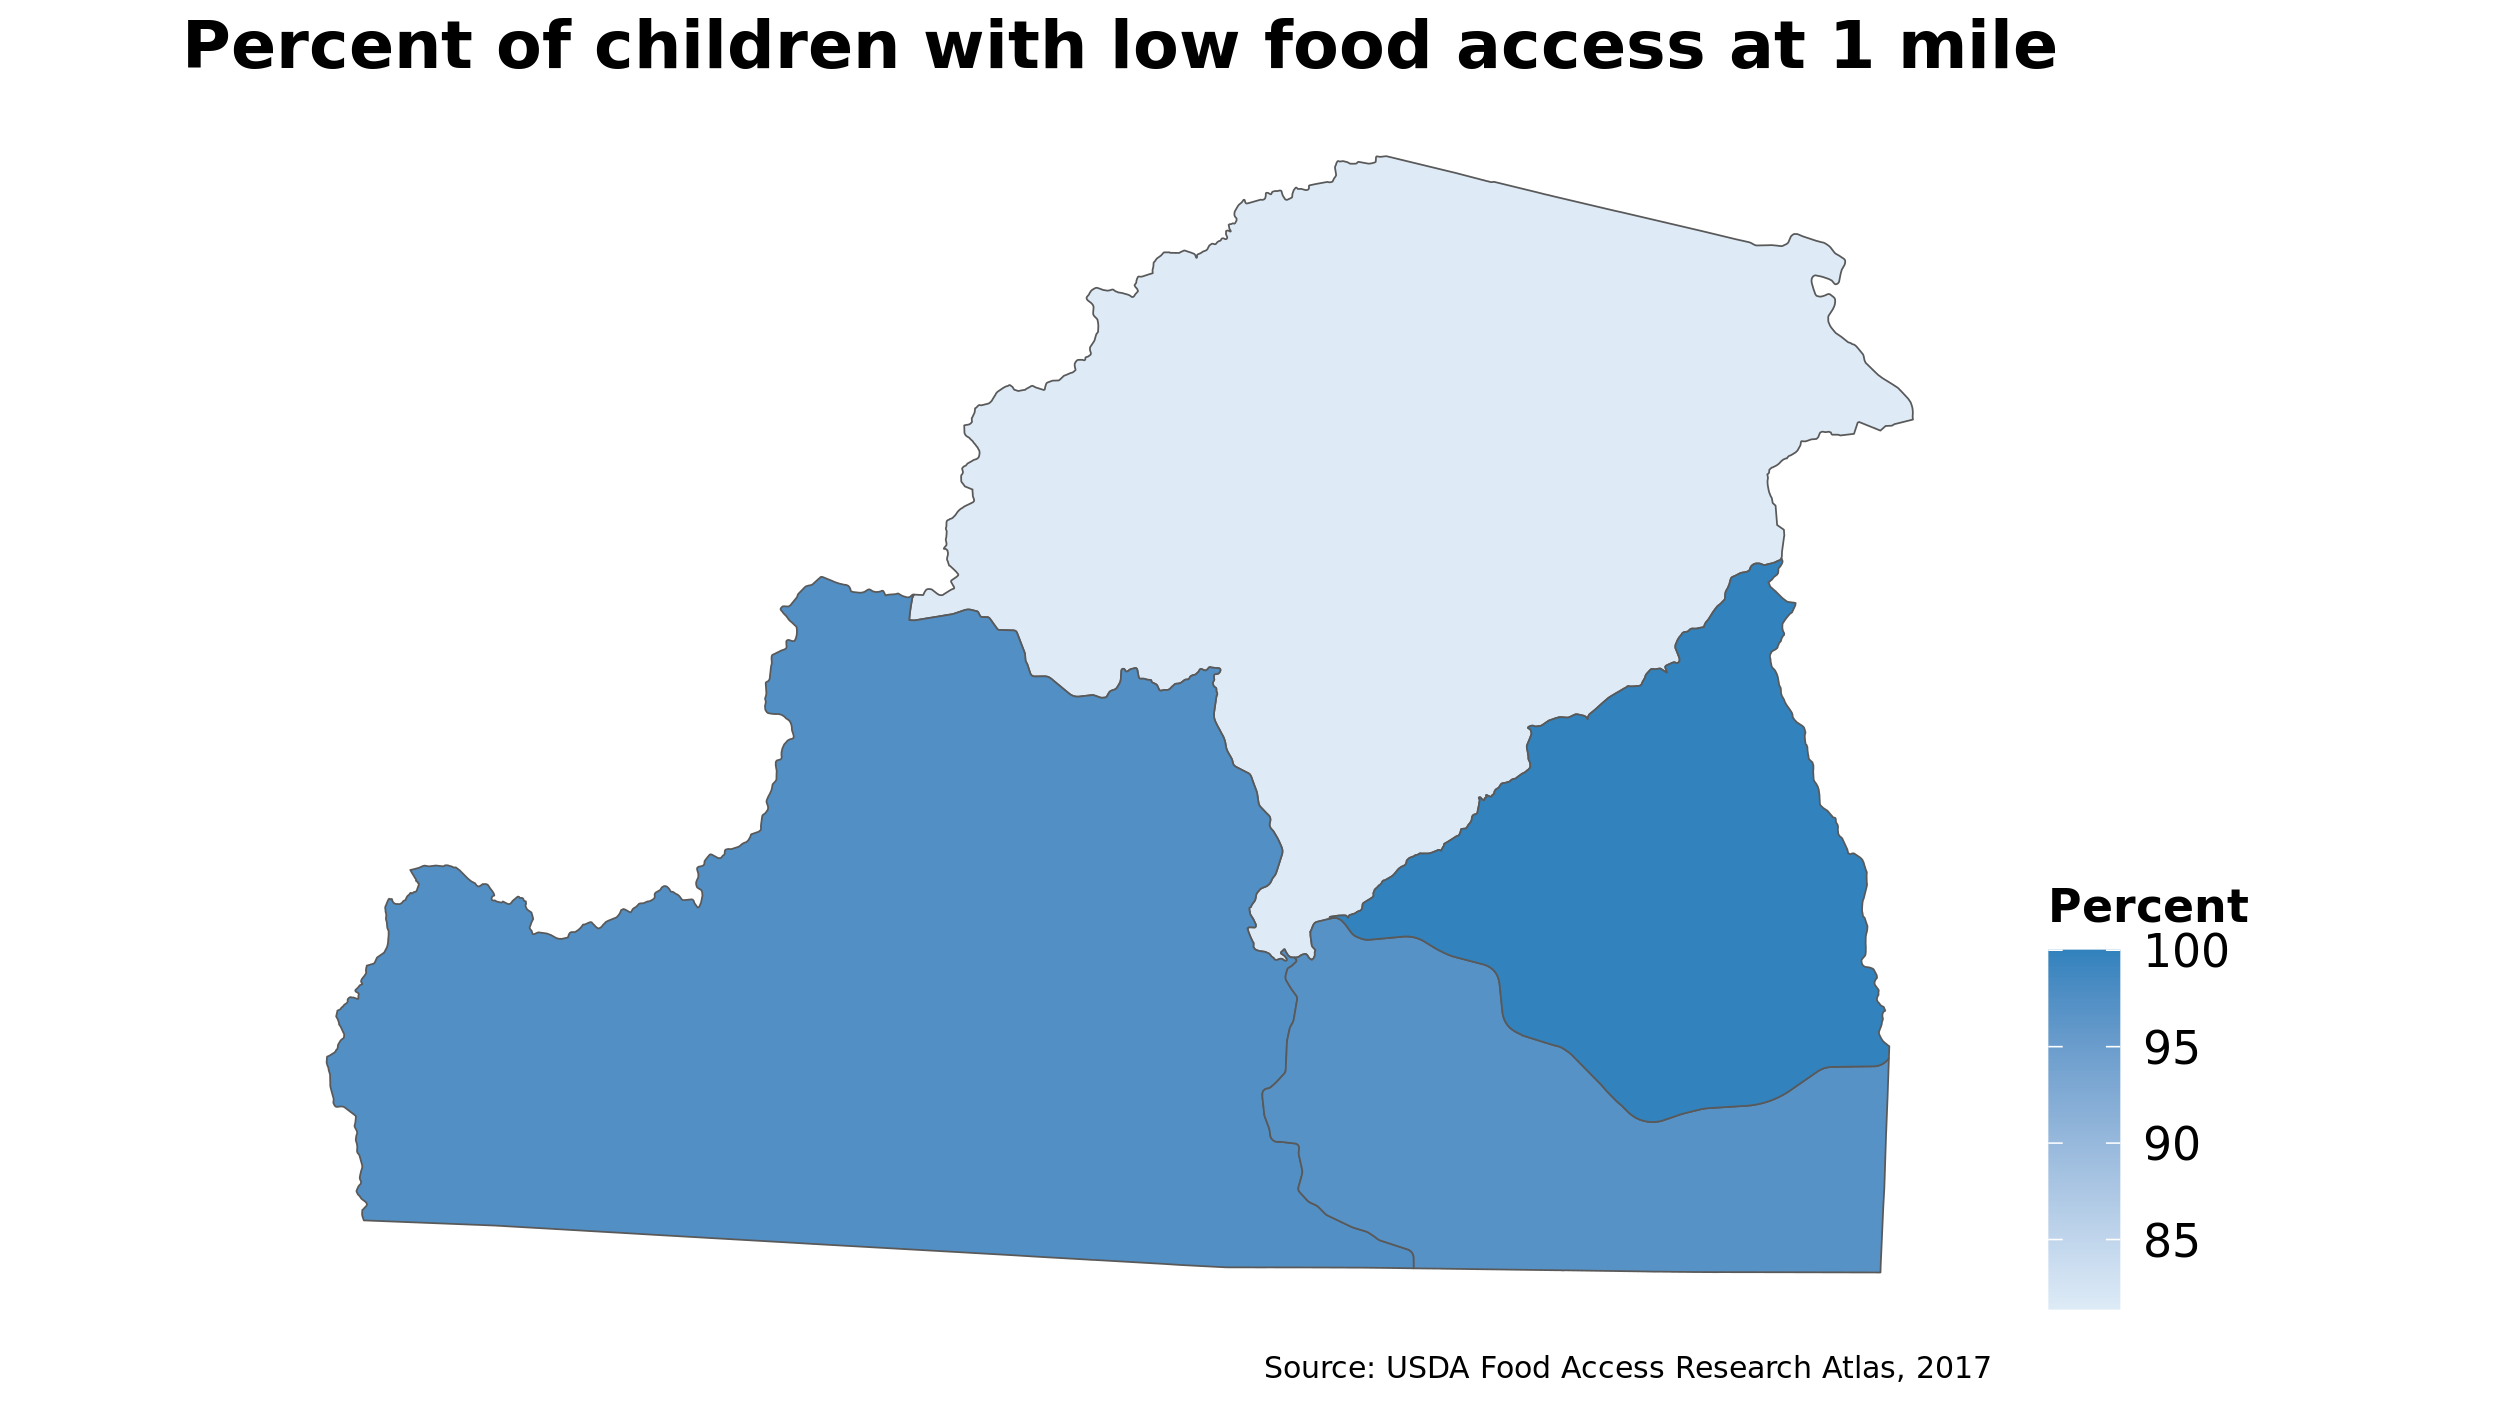 Percent of children with low food access at 1 mile
Percent
100
95
90
85
Source: USDA Food Access Research Atlas, 2017